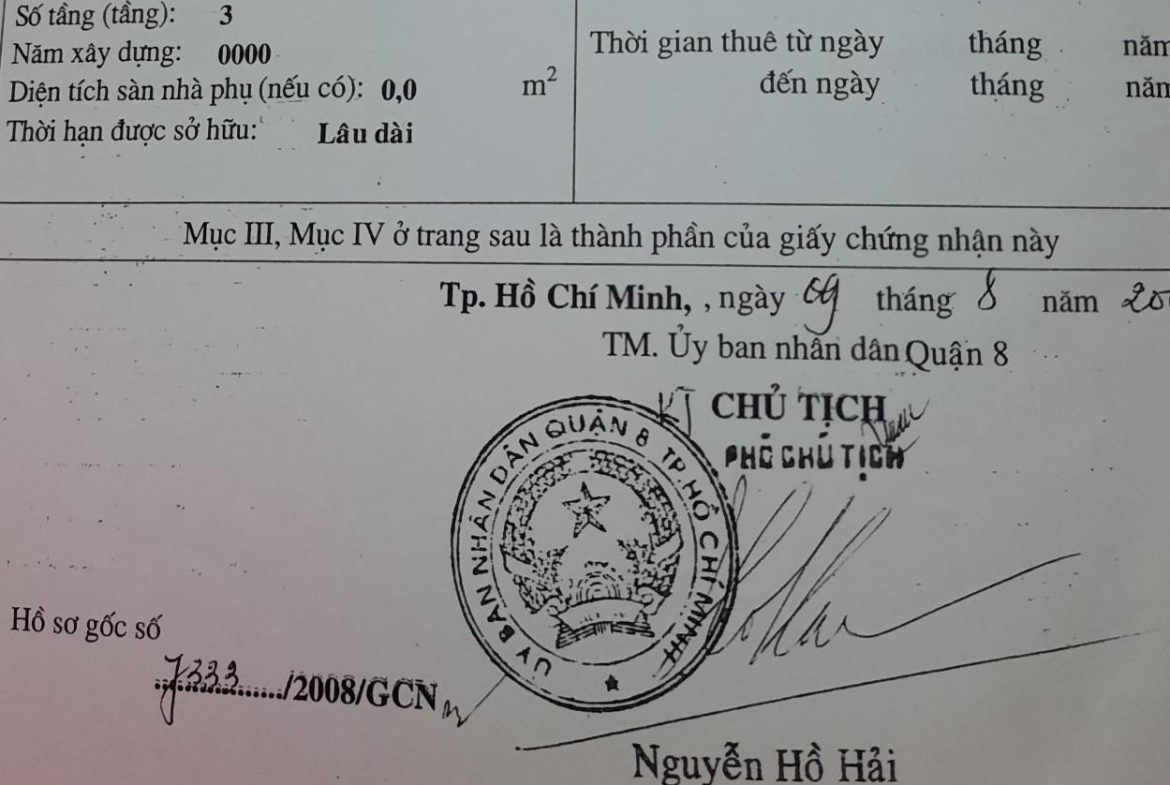 Số tầng (tầng): 3
Năm xây dựng: 0000
Diện tích sàn nhà phụ (nếu có): 0,0 m²
Thời hạn được sở hữu: Lâu dài
Thời gian thuê từ ngày tháng năm
đến ngày tháng năm
Mục III, Mục IV ở trang sau là thành phần của giấy chứng nhận này
Tp. Hồ Chí Minh, , ngày 09 tháng 8 năm 200
TM. Ủy ban nhân dân Quận 8
KT CHỦ TỊCH
PHÓ CHỦ TỊCH
ỦY BAN NHÂN DÂN QUẬN 8 TP. HỒ CHÍ MINH
Hồ sơ gốc số
7333/2008/GCN
Nguyễn Hồ Hải